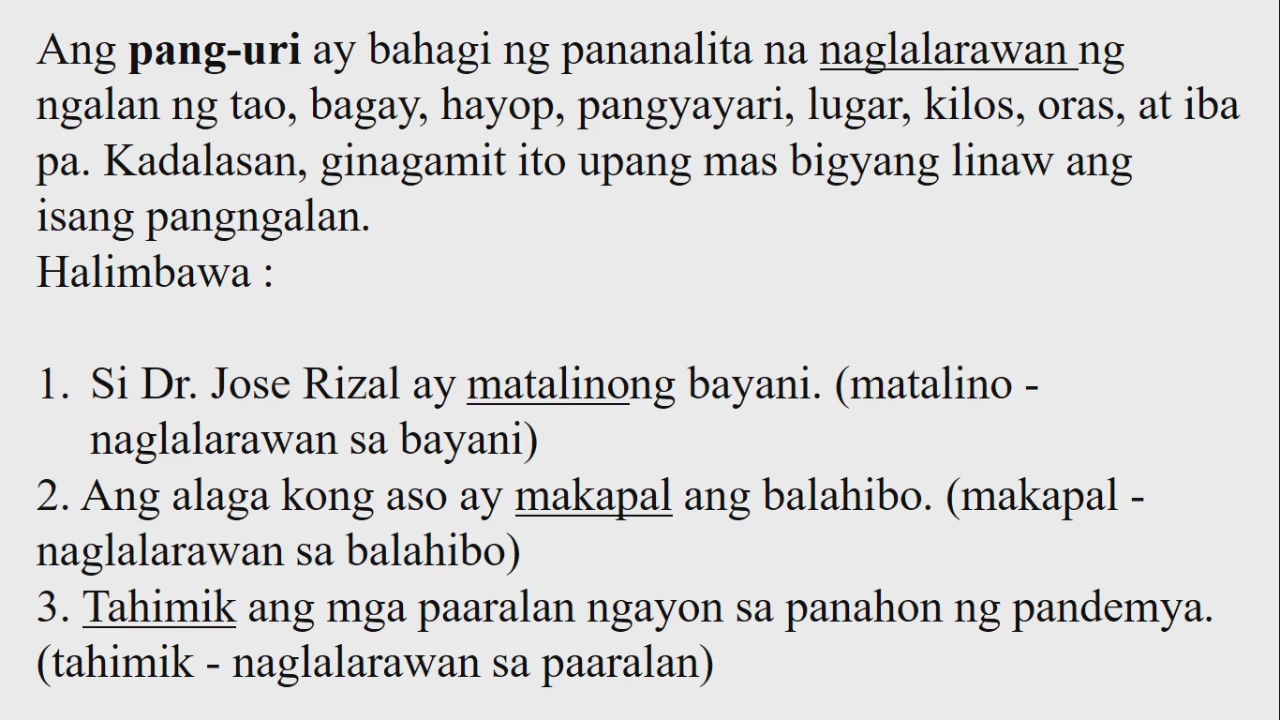 Ang pang-uri ay bahagi ng pananalita na naglalarawan ng
ngalan ng tao, bagay, hayop, pangyayari, lugar, kilos, oras, at iba
pa. Kadalasan, ginagamit ito upang mas bigyang linaw ang
isang pangngalan.
Halimbawa :
1. Si Dr. Jose Rizal ay matalinong bayani. (matalino -
naglalarawan sa bayani)
2. Ang alaga kong aso ay makapal ang balahibo. (makapal -
naglalarawan sa balahibo)
3. Tahimik ang mga paaralan ngayon sa panahon ng pandemya.
(tahimik - naglalarawan sa paaralan)